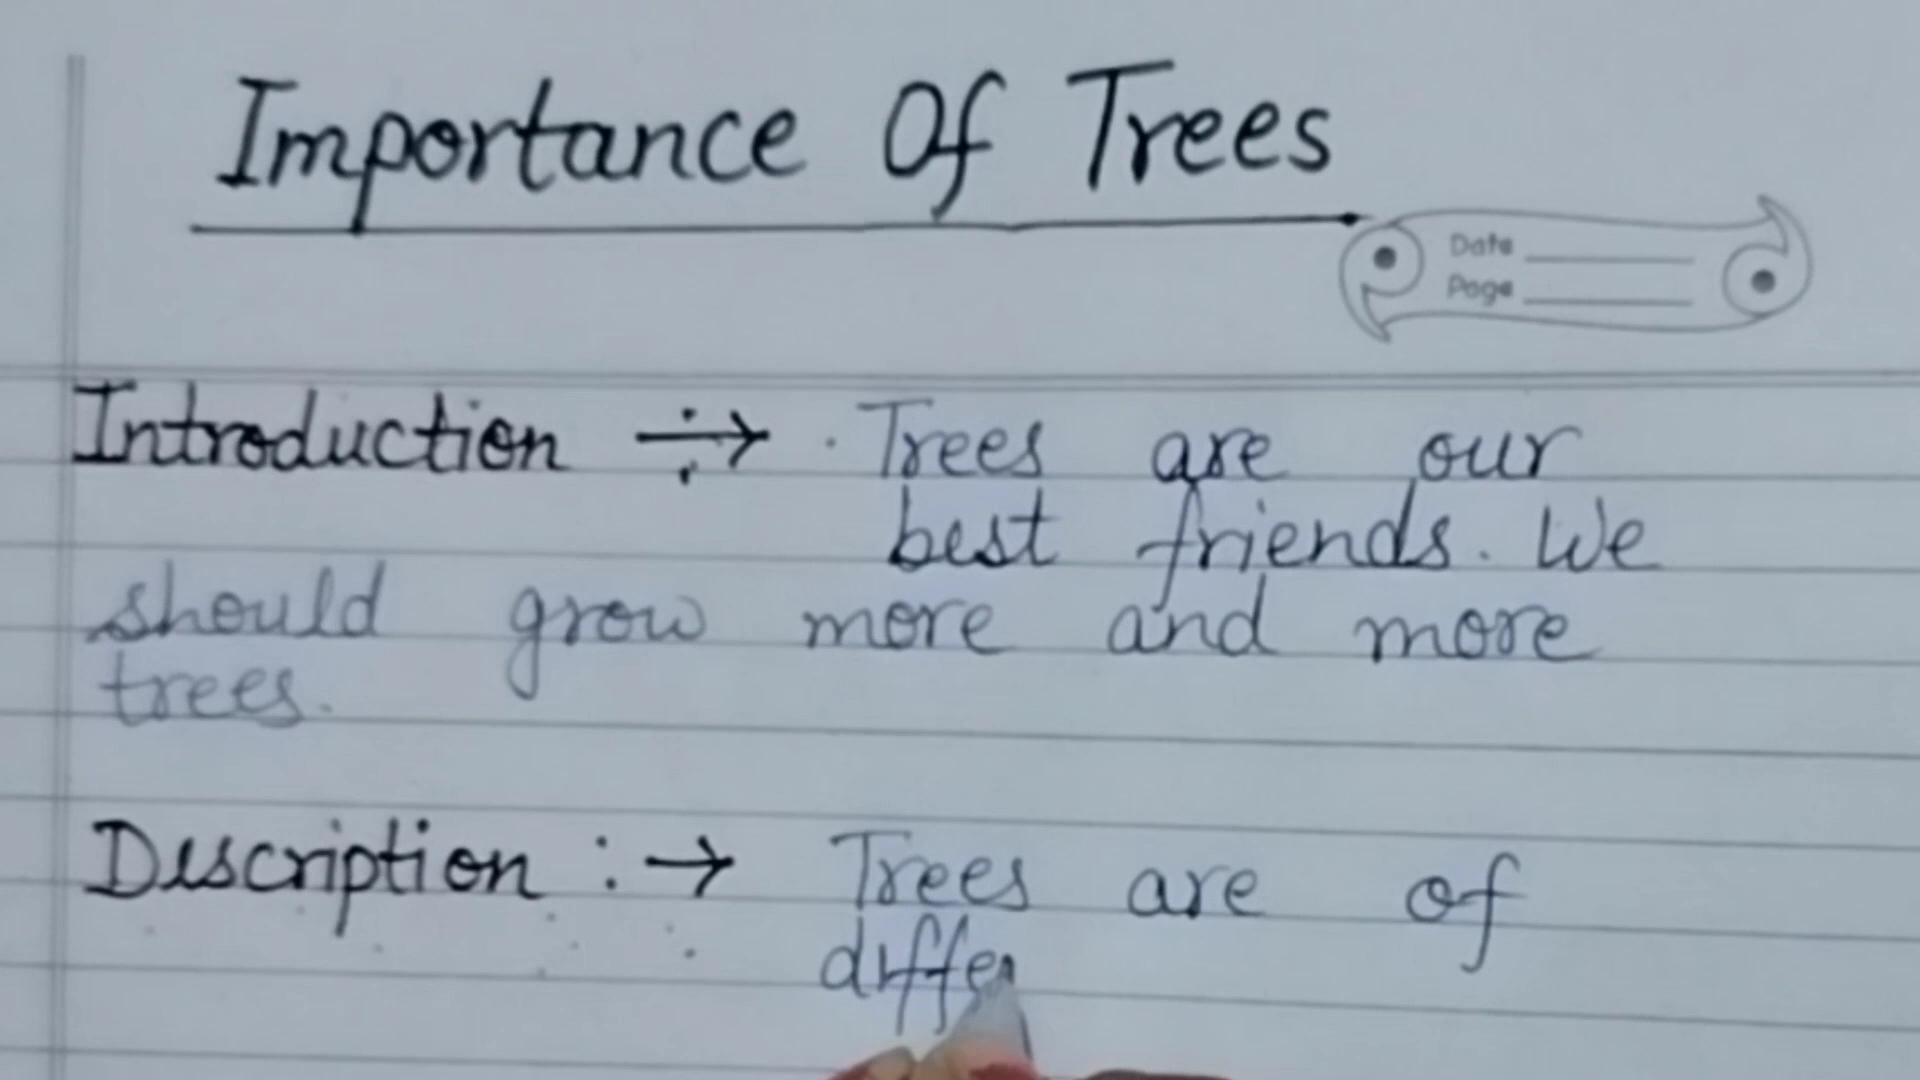 Importance Of Trees
Date
Page
Introduction ÷→ Trees are our
best friends. We
should grow more and more
trees.
Description :→ Trees are of
differ